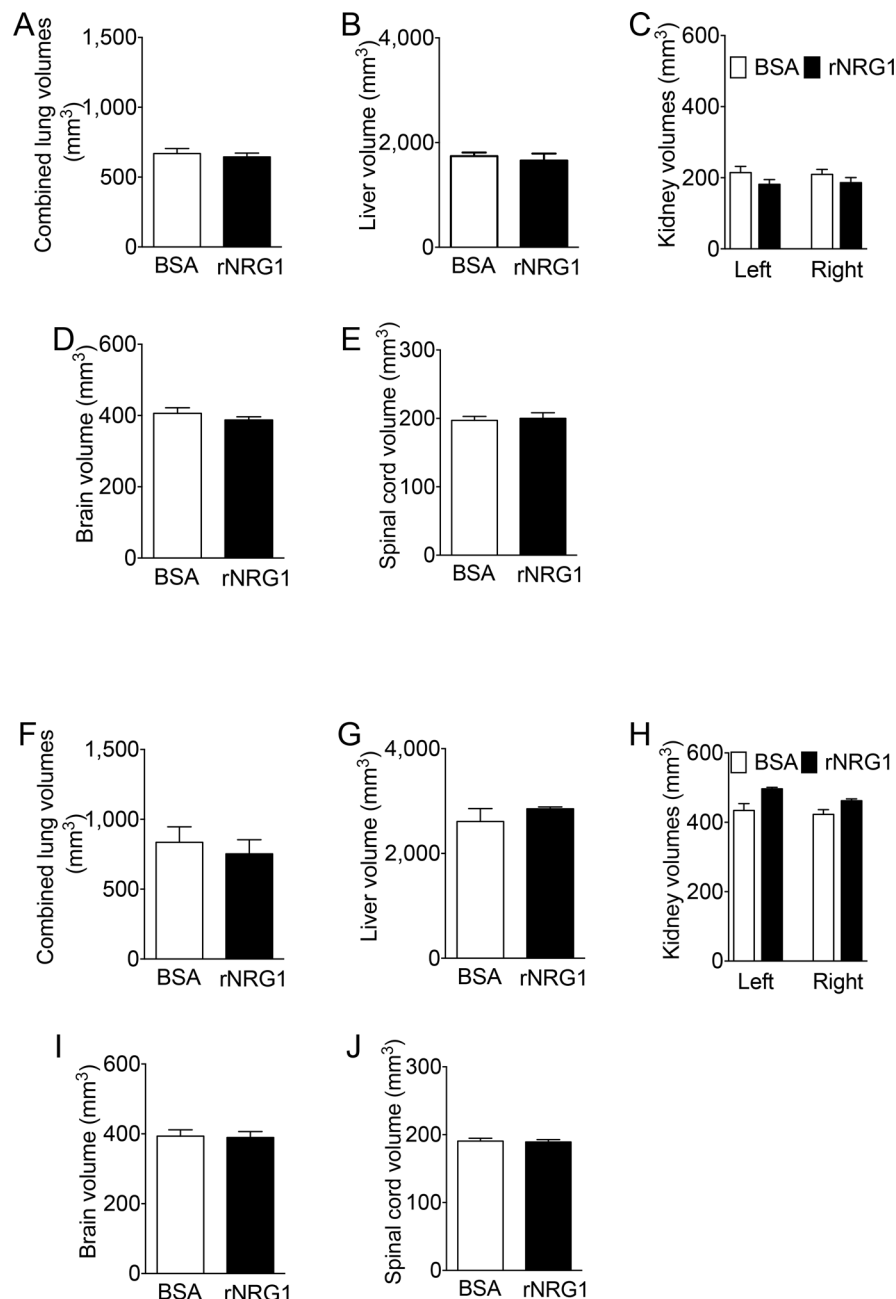 A
Combined lung volumes
(mm³)
1,500
1,000
500
0
BSA rNRG1
B
Liver volume (mm³)
4,000
2,000
0
BSA rNRG1
C
Kidney volumes (mm³)
600
400
200
0
BSA rNRG1
Left Right
D
Brain volume (mm³)
600
400
200
0
BSA rNRG1
E
Spinal cord volume (mm³)
300
200
100
0
BSA rNRG1
F
Combined lung volumes
(mm³)
1,500
1,000
500
0
BSA rNRG1
G
Liver volume (mm³)
4,000
2,000
0
BSA rNRG1
H
Kidney volumes (mm³)
600
400
200
0
BSA rNRG1
Left Right
I
Brain volume (mm³)
600
400
200
0
BSA rNRG1
J
Spinal cord volume (mm³)
300
200
100
0
BSA rNRG1